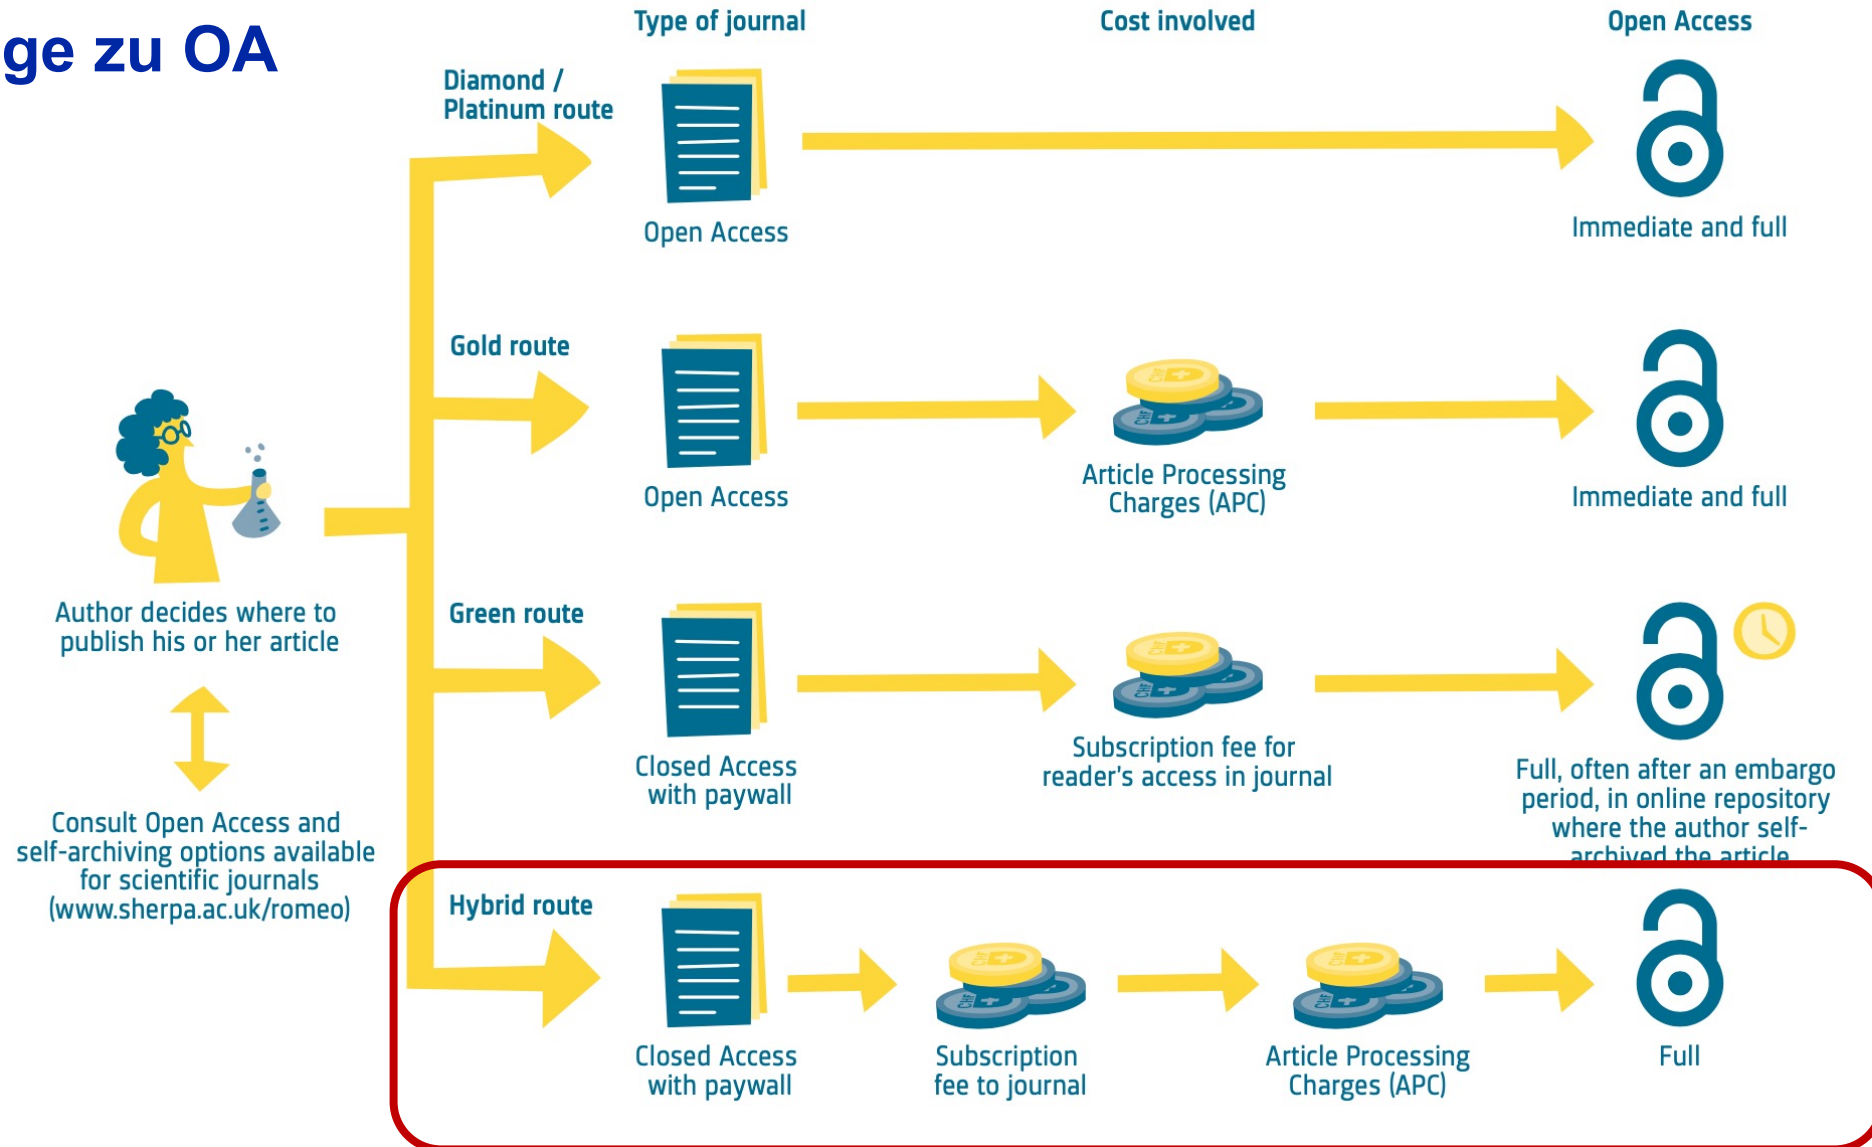 ge zu OA
Type of journal
Cost involved
Open Access
Diamond /
Platinum route
Open Access
Immediate and full
Gold route
Open Access
Article Processing
Charges (APC)
Immediate and full
Author decides where to
publish his or her article
Consult Open Access and
self-archiving options available
for scientific journals
(www.sherpa.ac.uk/romeo)
Green route
Closed Access
with paywall
Subscription fee for
reader's access in journal
Full, often after an embargo
period, in online repository
where the author self-
archived the article
Hybrid route
Closed Access
with paywall
Subscription
fee to journal
Article Processing
Charges (APC)
Full